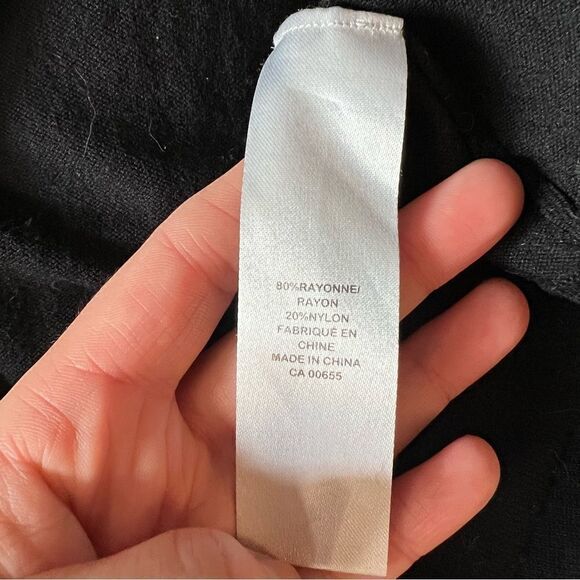 80%RAYONNE/
RAYON
20%NYLON
FABRIQUÉ EN
CHINE
MADE IN CHINA
CA 00655